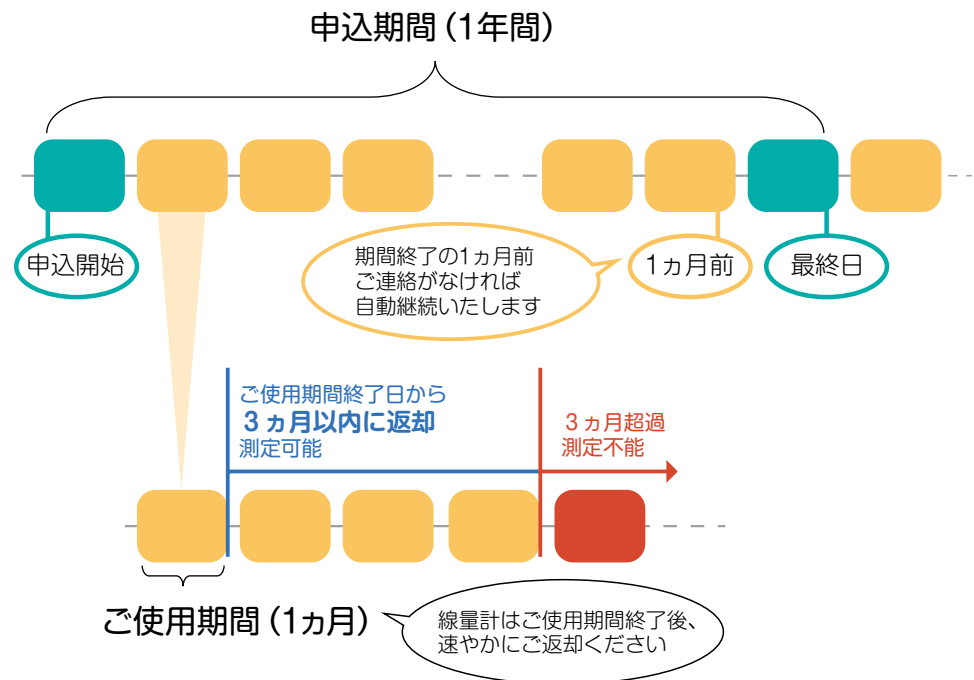 申込期間(1年間)
申込開始
期間終了の1ヵ月前
ご連絡がなければ
自動継続いたします
1ヵ月前
最終日
ご使用期間終了日から
3ヵ月以内に返却
測定可能
3ヵ月超過
測定不能
ご使用期間(1ヵ月)
線量計はご使用期間終了後、
速やかにご返却ください